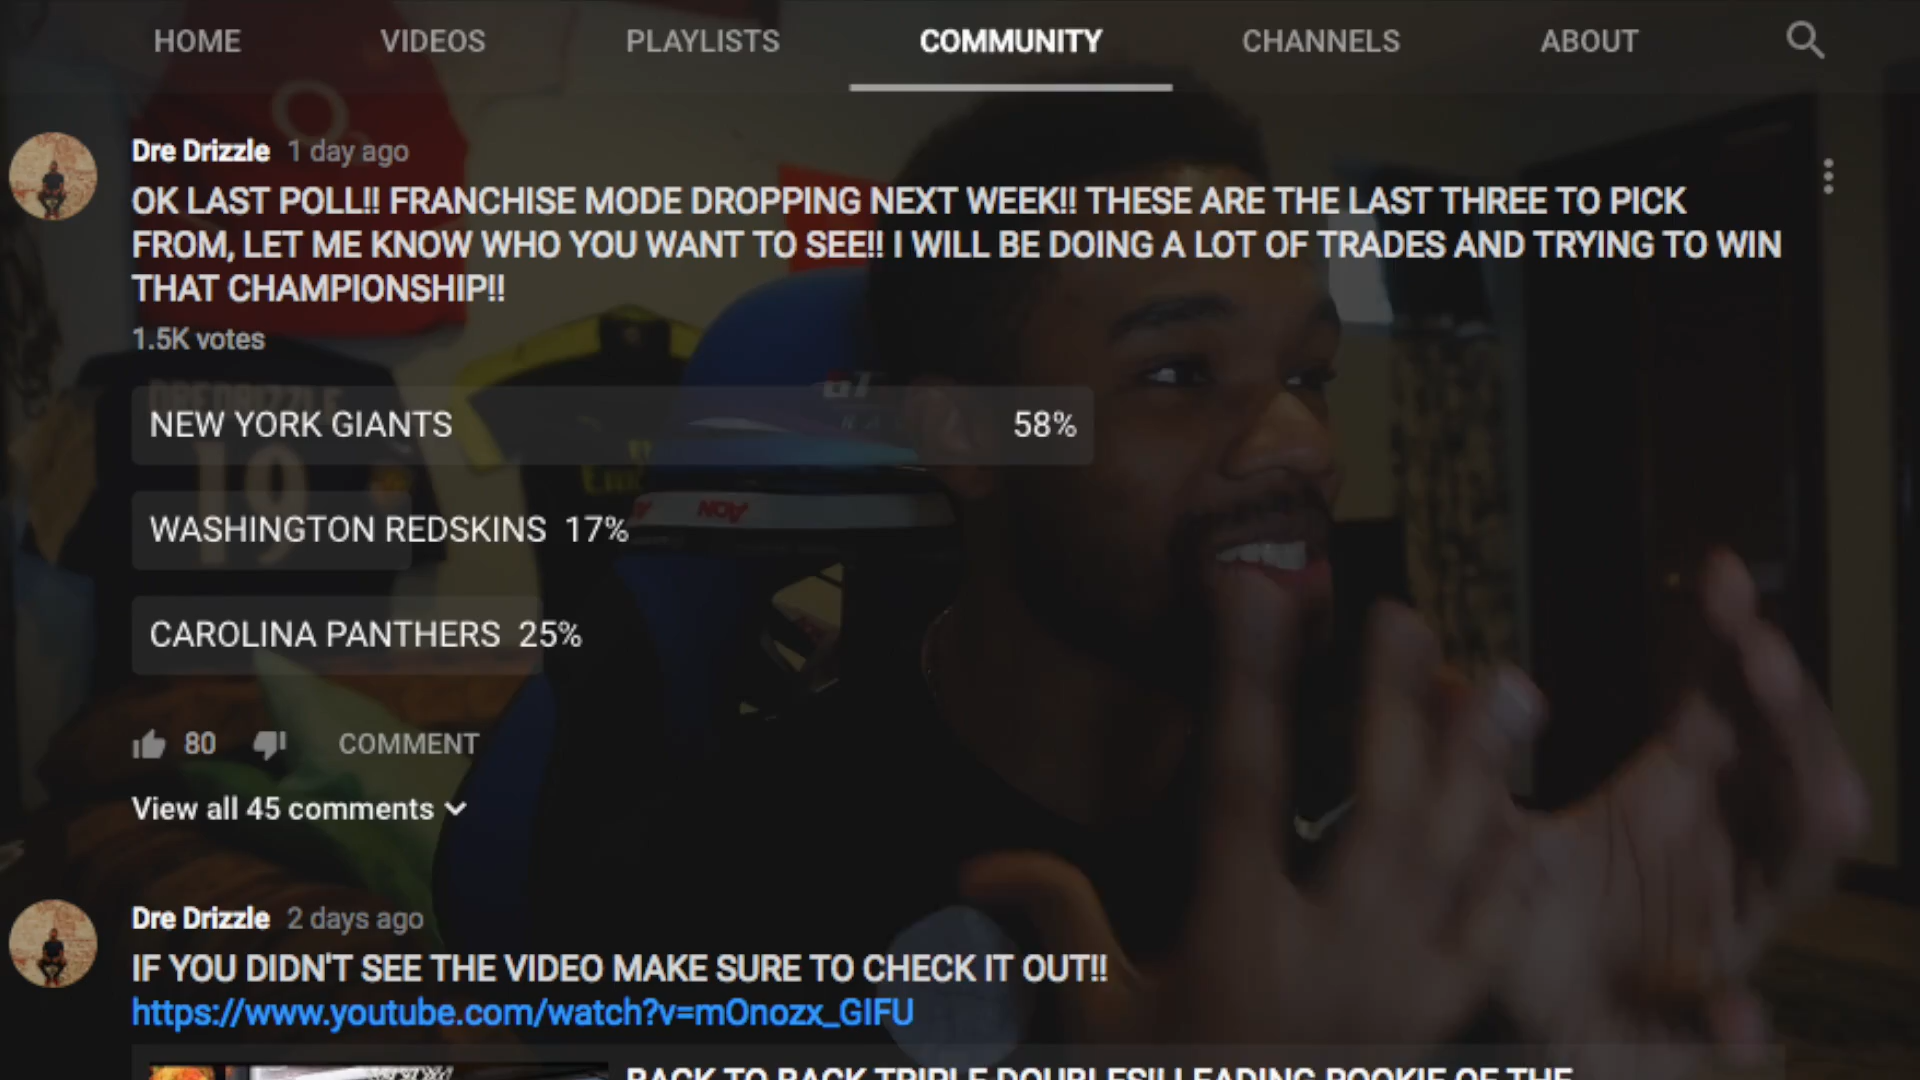 HOME VIDEOS PLAYLISTS COMMUNITY CHANNELS ABOUT
Dre Drizzle 1 day ago
OK LAST POLL!! FRANCHISE MODE DROPPING NEXT WEEK!! THESE ARE THE LAST THREE TO PICK
FROM, LET ME KNOW WHO YOU WANT TO SEE!! I WILL BE DOING A LOT OF TRADES AND TRYING TO WIN
THAT CHAMPIONSHIP!!
1.5K votes
DREDRIZZLE
NEW YORK GIANTS 58%
19
AON
WASHINGTON REDSKINS 17%
CAROLINA PANTHERS 25%
80 COMMENT
View all 45 comments
Dre Drizzle 2 days ago
IF YOU DIDN'T SEE THE VIDEO MAKE SURE TO CHECK IT OUT!!
https://www.youtube.com/watch?v=mOnozx_GIFU
BACK TO BACK TRIPLE DOUBLES!! LEADING ROOKIE OF THE